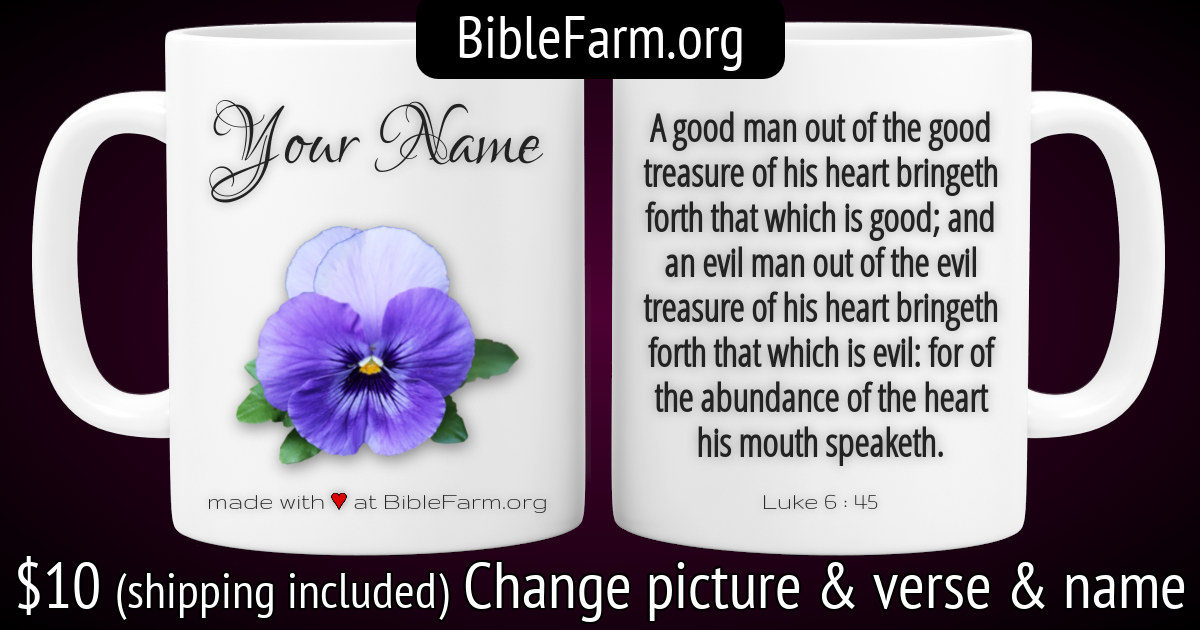 BibleFarm.org
Your Name
made with ♥ at BibleFarm.org
A good man out of the good
treasure of his heart bringeth
forth that which is good; and
an evil man out of the evil
treasure of his heart bringeth
forth that which is evil: for of
the abundance of the heart
his mouth speaketh.
Luke 6 : 45
$10 (shipping included) Change picture & verse & name